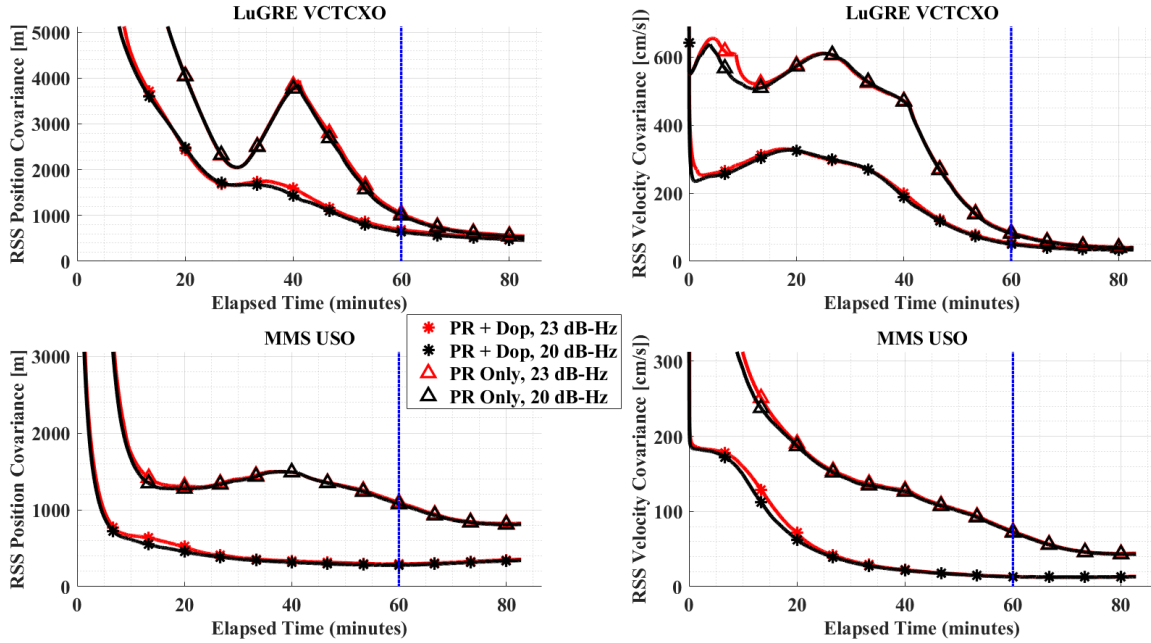 LuGRE VCTCXO
RSS Position Covariance [m]
5000
4000
3000
2000
1000
0
0 20 40 60 80
Elapsed Time (minutes)
LuGRE VCTCXO
RSS Velocity Covariance [cm/s])
600
400
200
0
0 20 40 60 80
Elapsed Time (minutes)
MMS USO
RSS Position Covariance [m]
3000
2000
1000
0
0 20 40 60 80
Elapsed Time (minutes)
PR + Dop, 23 dB-Hz
PR + Dop, 20 dB-Hz
PR Only, 23 dB-Hz
PR Only, 20 dB-Hz
MMS USO
RSS Velocity Covariance [cm/s])
300
200
100
0
0 20 40 60 80
Elapsed Time (minutes)